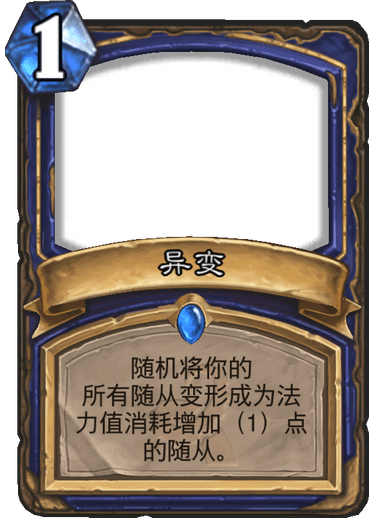 1
异变
随机将你的
所有随从变形成为法
力值消耗增加（1）点
的随从。